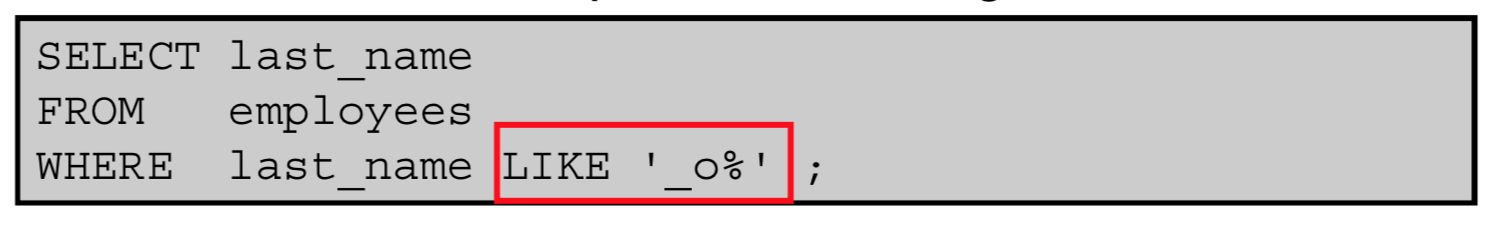 SELECT last_name
FROM employees
WHERE last_name LIKE '_o%' ;